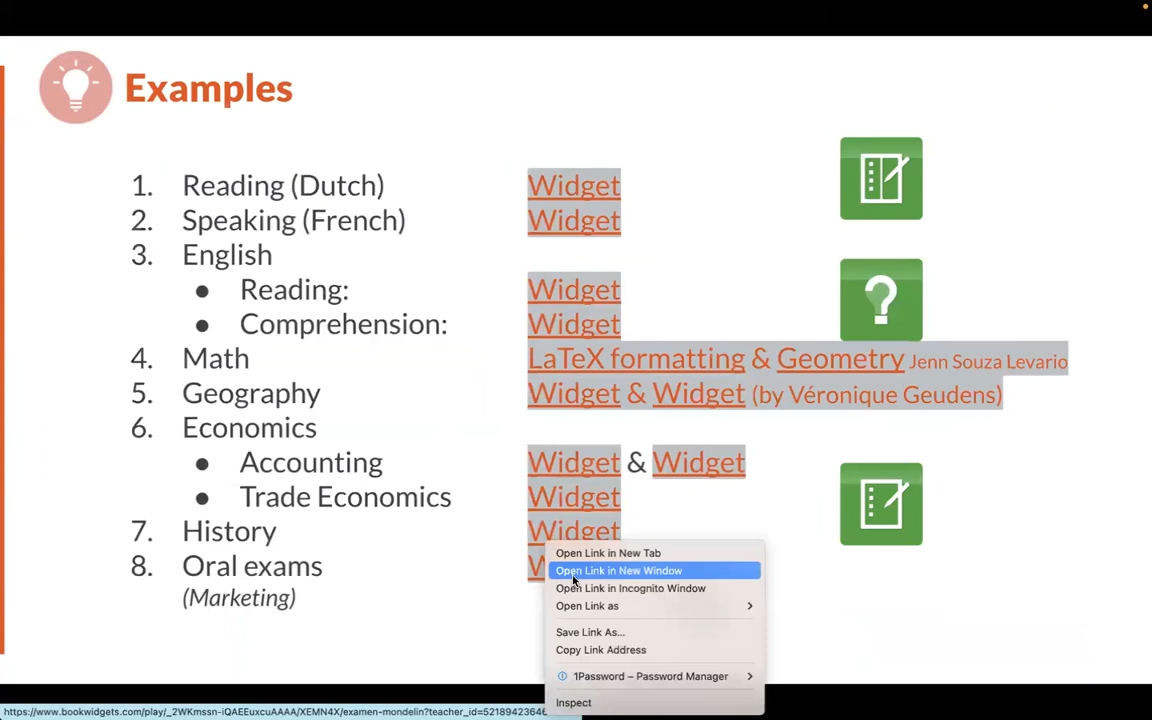 Examples
1. Reading (Dutch) Widget
2. Speaking (French) Widget
3. English
● Reading: Widget
● Comprehension: Widget
4. Math LaTeX formatting & Geometry Jenn Souza Levario
5. Geography Widget & Widget (by Véronique Geudens)
6. Economics
● Accounting Widget & Widget
● Trade Economics Widget
7. History Widget
8. Oral exams
(Marketing)
Open Link in New Tab
Open Link in New Window
Open Link in Incognito Window
Open Link as
Save Link As...
Copy Link Address
1Password – Password Manager
Inspect
https://www.bookwidgets.com/play/_2WKmssn-iQAEEuxcuAAAA/XEMN4X/examen-mondelin?teacher_id=521894236